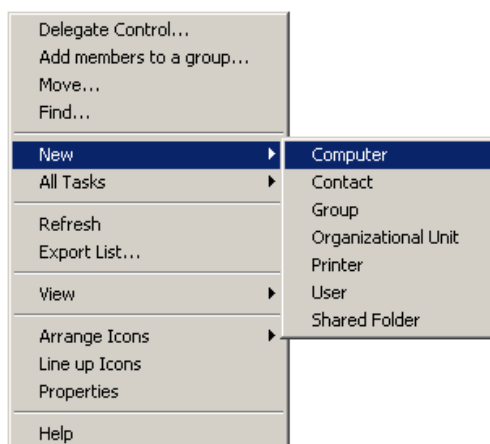 Delegate Control...
Add members to a group...
Move...
Find...
New
All Tasks
Refresh
Export List...
View
Arrange Icons
Line up Icons
Properties
Help
Computer
Contact
Group
Organizational Unit
Printer
User
Shared Folder